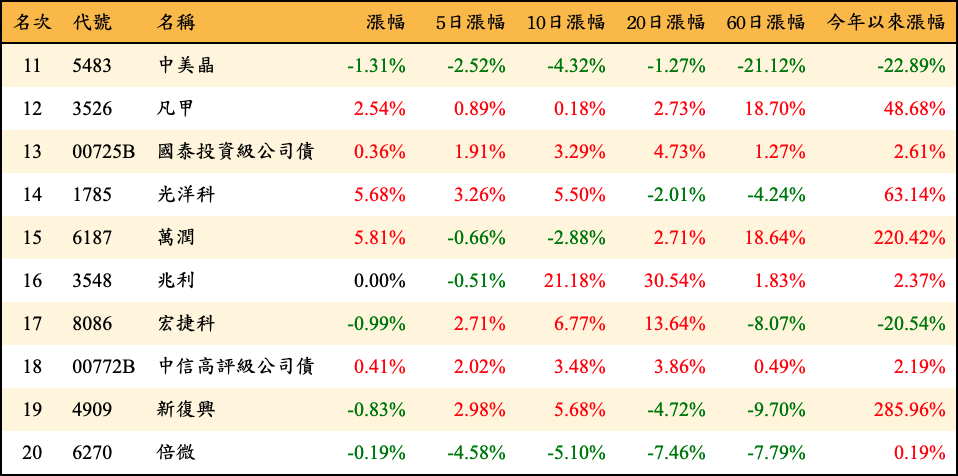 名次 代號 名稱 漲幅 5日漲幅 10日漲幅 20日漲幅 60日漲幅 今年以來漲幅
11 5483 中美晶 -1.31% -2.52% -4.32% -1.27% -21.12% -22.89%
12 3526 凡甲 2.54% 0.89% 0.18% 2.73% 18.70% 48.68%
13 00725B 國泰投資級公司債 0.36% 1.91% 3.29% 4.73% 1.27% 2.61%
14 1785 光洋科 5.68% 3.26% 5.50% -2.01% -4.24% 63.14%
15 6187 萬潤 5.81% -0.66% -2.88% 2.71% 18.64% 220.42%
16 3548 兆利 0.00% -0.51% 21.18% 30.54% 1.83% 2.37%
17 8086 宏捷科 -0.99% 2.71% 6.77% 13.64% -8.07% -20.54%
18 00772B 中信高評級公司債 0.41% 2.02% 3.48% 3.86% 0.49% 2.19%
19 4909 新復興 -0.83% 2.98% 5.68% -4.72% -9.70% 285.96%
20 6270 倍微 -0.19% -4.58% -5.10% -7.46% -7.79% 0.19%